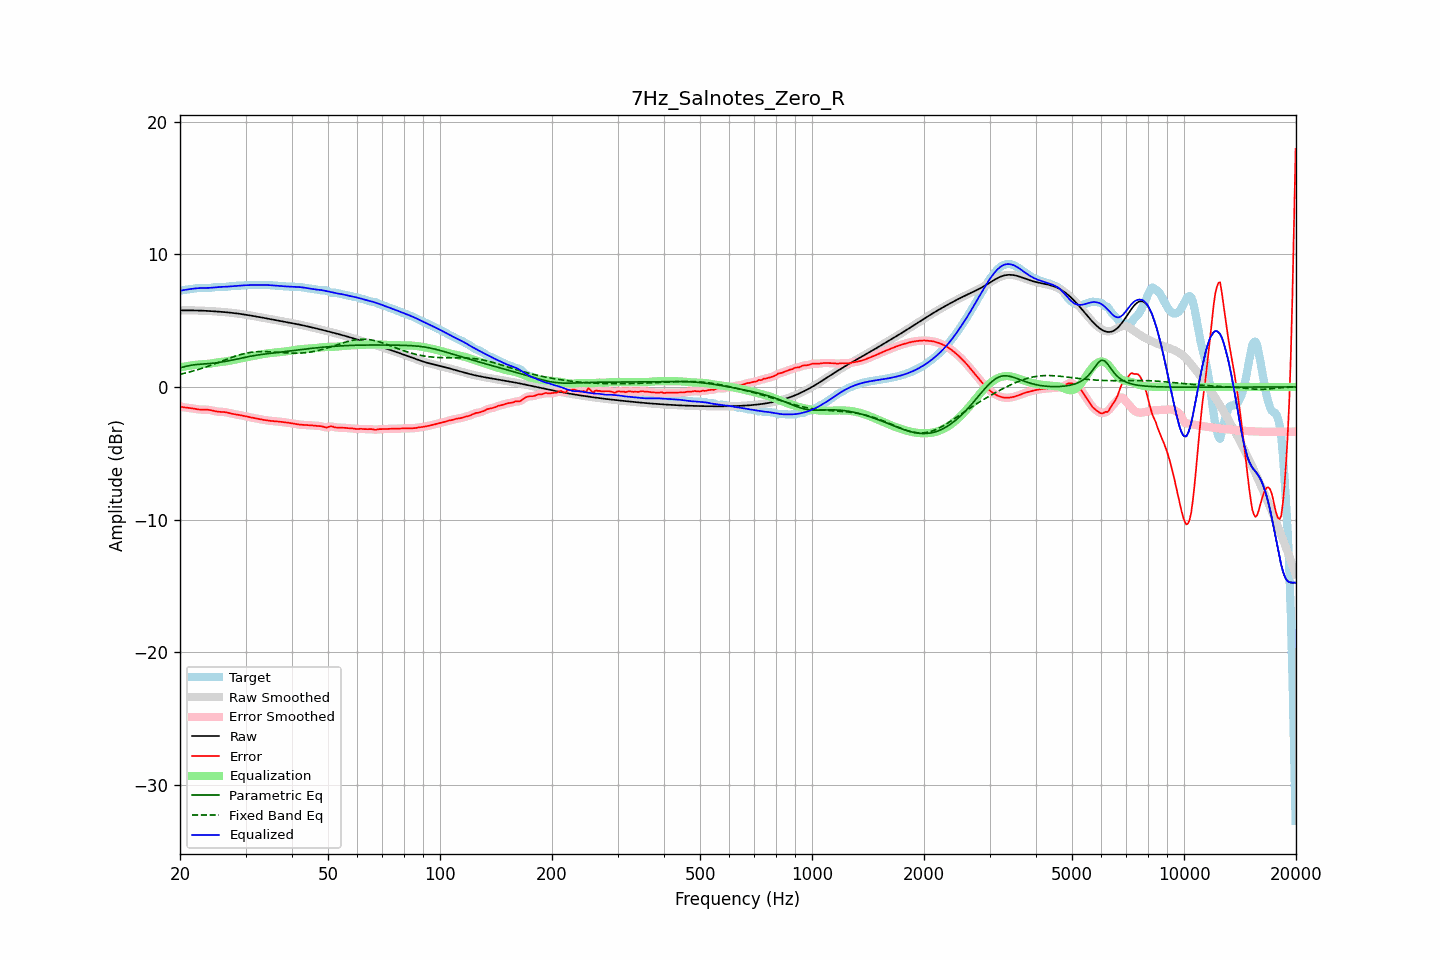 7Hz_Salnotes_Zero_R
20
10
0
−10
−20
−30
Amplitude (dBr)
Target
Raw Smoothed
Error Smoothed
Raw
Error
Equalization
Parametric Eq
Fixed Band Eq
Equalized
20 50 100 200 500 1000 2000 5000 10000 20000
Frequency (Hz)